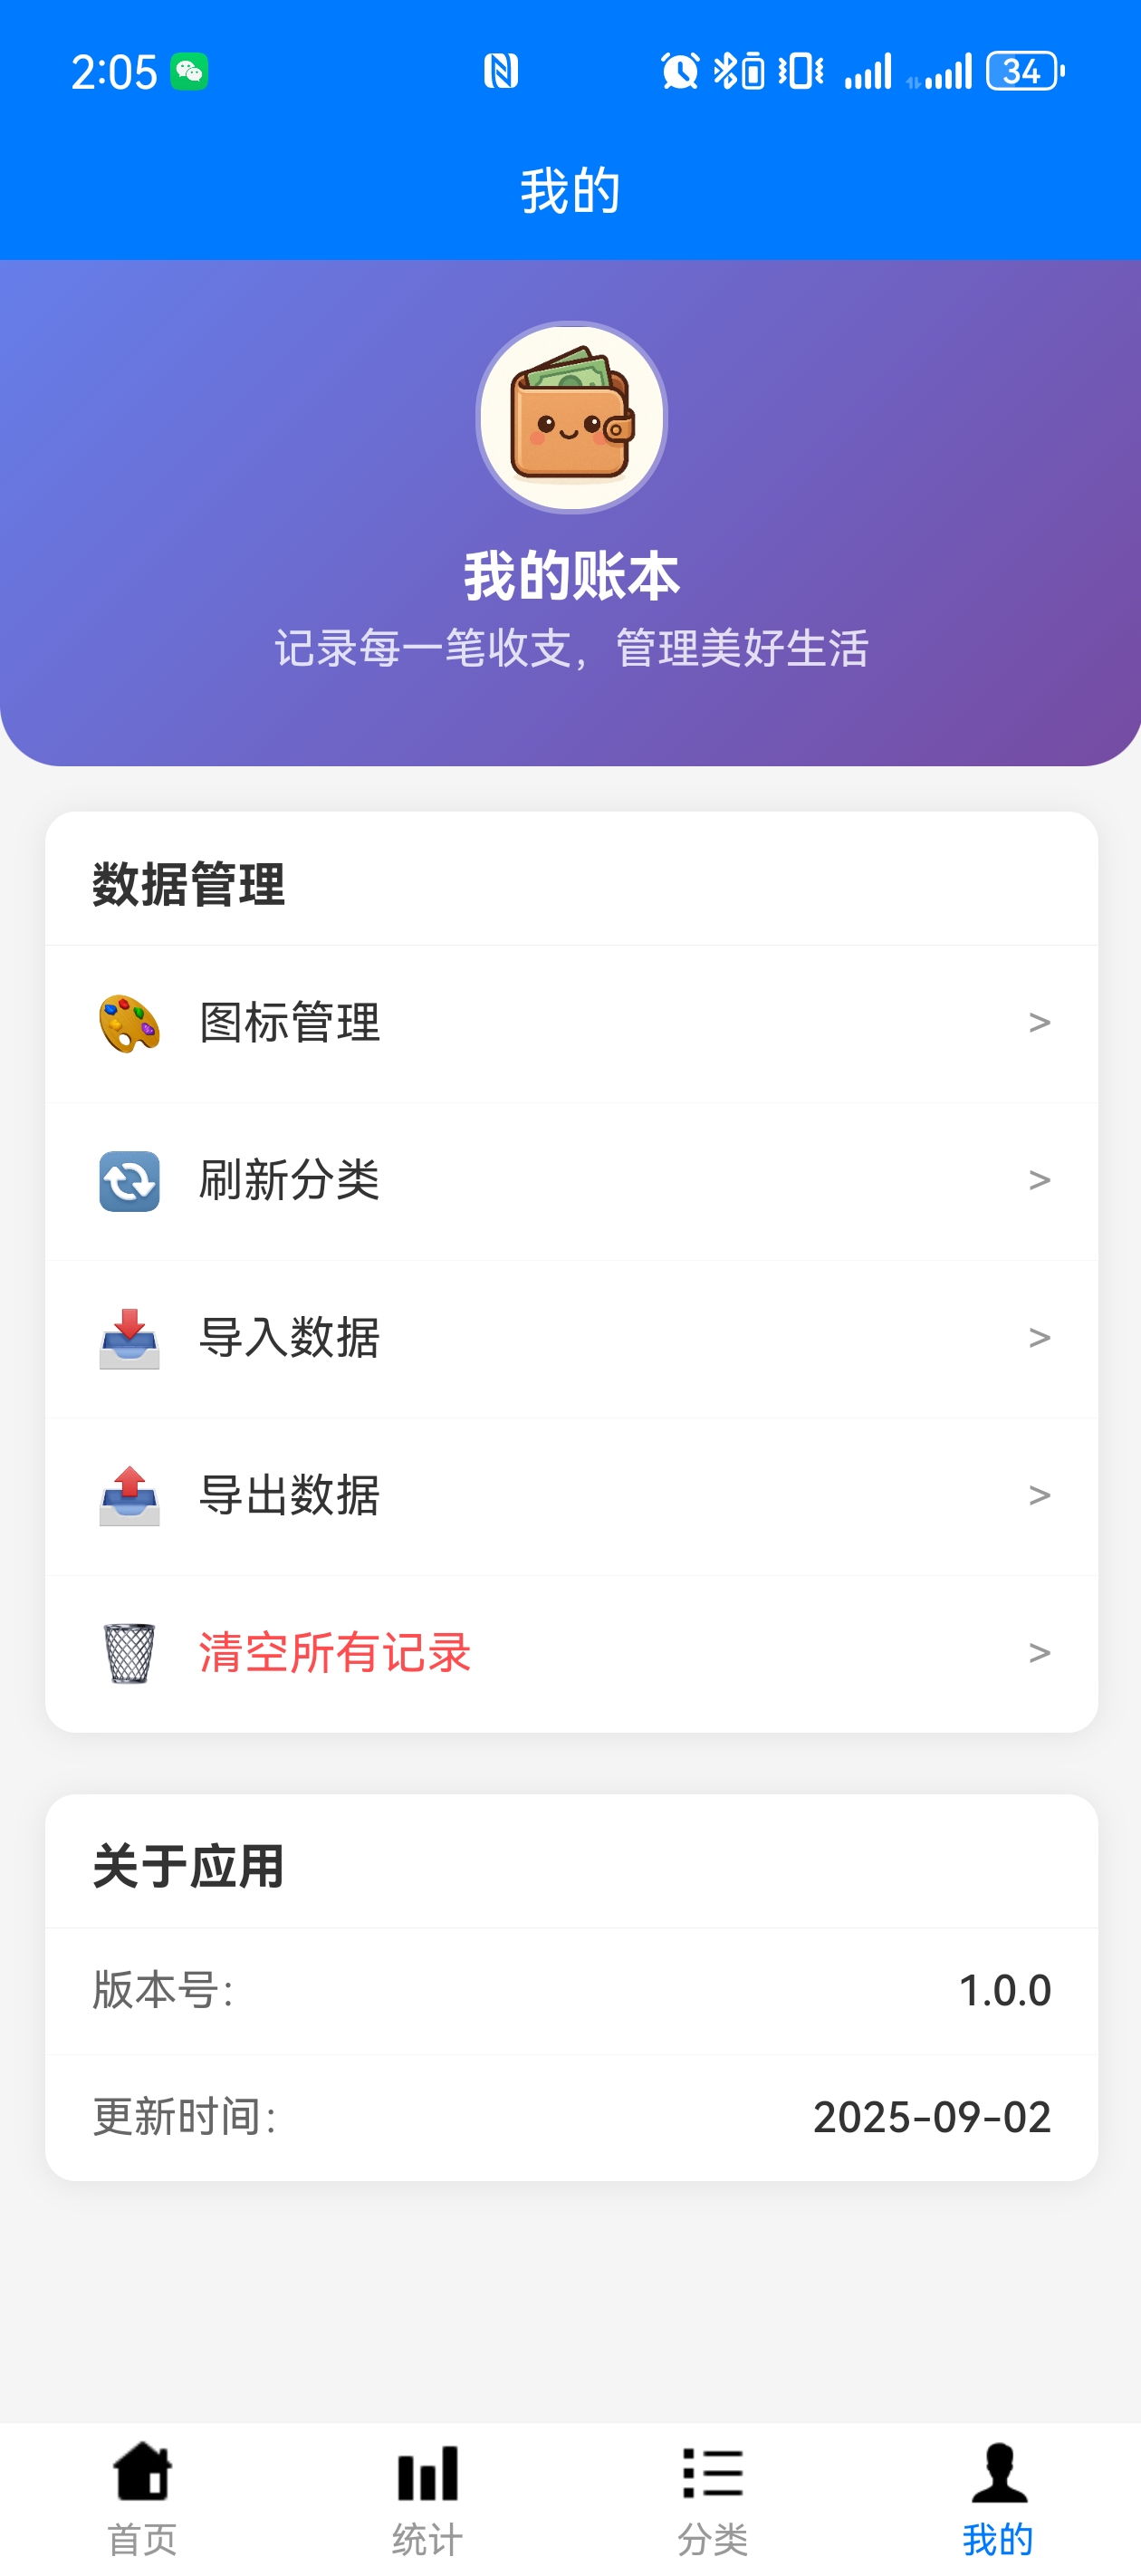 2:05
34
我的
我的账本
记录每一笔收支，管理美好生活
数据管理
图标管理 >
刷新分类 >
导入数据 >
导出数据 >
清空所有记录 >
关于应用
版本号： 1.0.0
更新时间： 2025-09-02
首页 统计 分类 我的